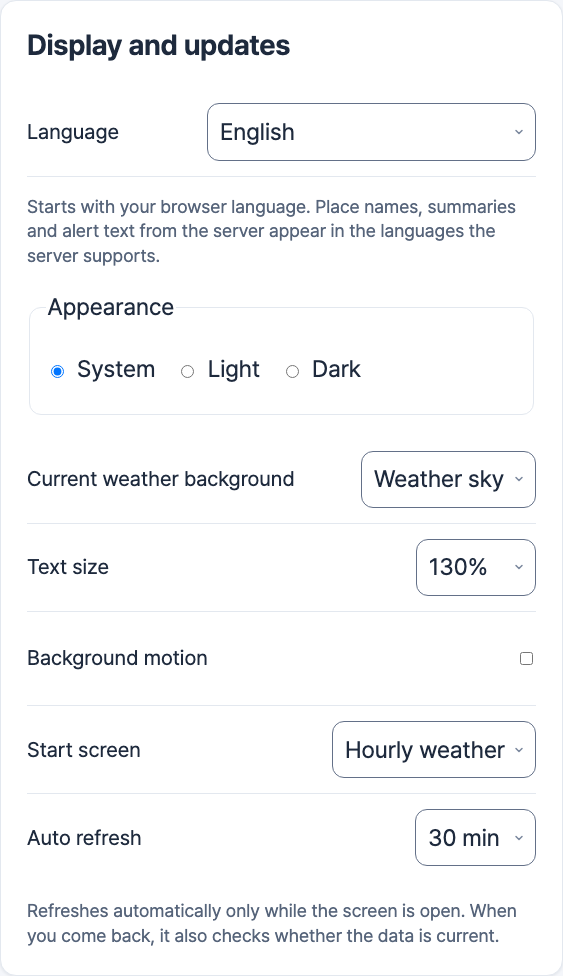 Display and updates
Language
English
Starts with your browser language. Place names, summaries
and alert text from the server appear in the languages the
server supports.
Appearance
System Light Dark
Current weather background
Weather sky
Text size
130%
Background motion
Start screen
Hourly weather
Auto refresh
30 min
Refreshes automatically only while the screen is open. When
you come back, it also checks whether the data is current.